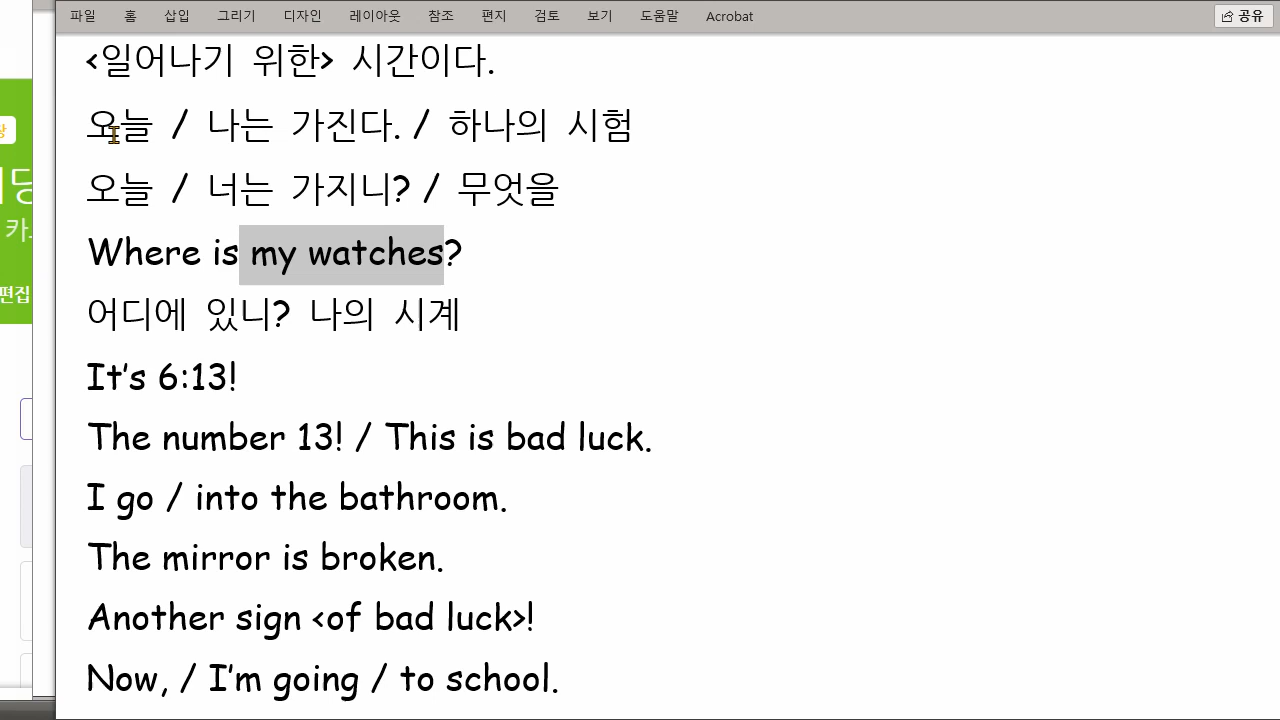 파일 홈 삽입 그리기 디자인 레이아웃 참조 편지 검토 보기 도움말 Acrobat 공유
<일어나기 위한> 시간이다.
오늘 / 나는 가진다. / 하나의 시험
오늘 / 너는 가지니? / 무엇을
Where is my watches?
어디에 있니? 나의 시계
It's 6:13!
The number 13! / This is bad luck.
I go / into the bathroom.
The mirror is broken.
Another sign <of bad luck>!
Now, / I'm going / to school.
편집